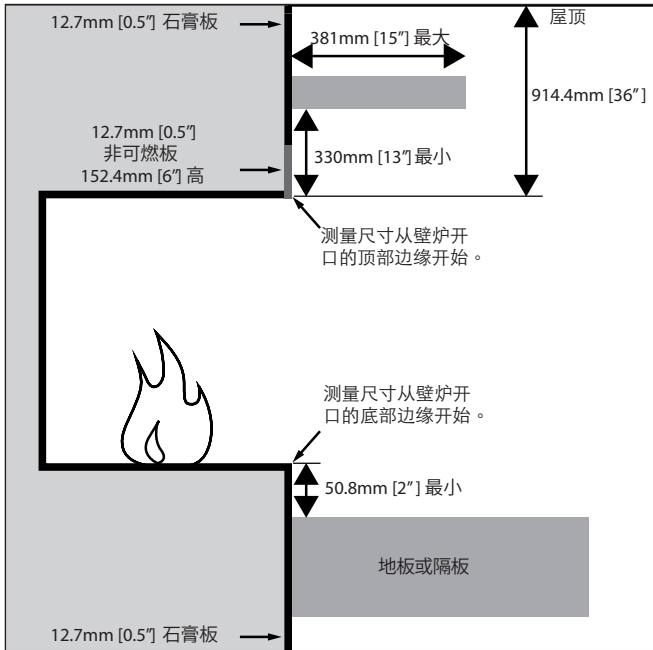 12.7mm [0.5”] 石膏板
屋顶
381mm [15”] 最大
914.4mm [36”]
12.7mm [0.5”]
非可燃板
152.4mm [6”] 高
330mm [13”] 最小
测量尺寸从壁炉开
口的顶部边缘开始。
测量尺寸从壁炉开
口的底部边缘开始。
50.8mm [2”] 最小
地板或隔板
12.7mm [0.5”] 石膏板